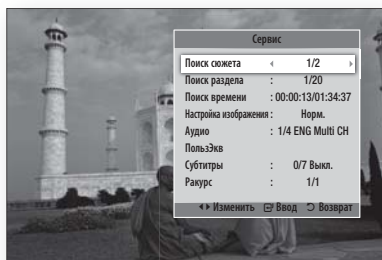 Сервис
Поиск сюжета ◂ 1/2 ▸
Поиск раздела : 1/20
Поиск времени : 00:00:13/01:34:37
Настройка изображения : Норм.
Аудио : 1/4 ENG Multi CH
ПользЭкв
Субтитры : 0/7 Выкл.
Ракурс : 1/1
◂ ▸ Изменить Ввод Возврат